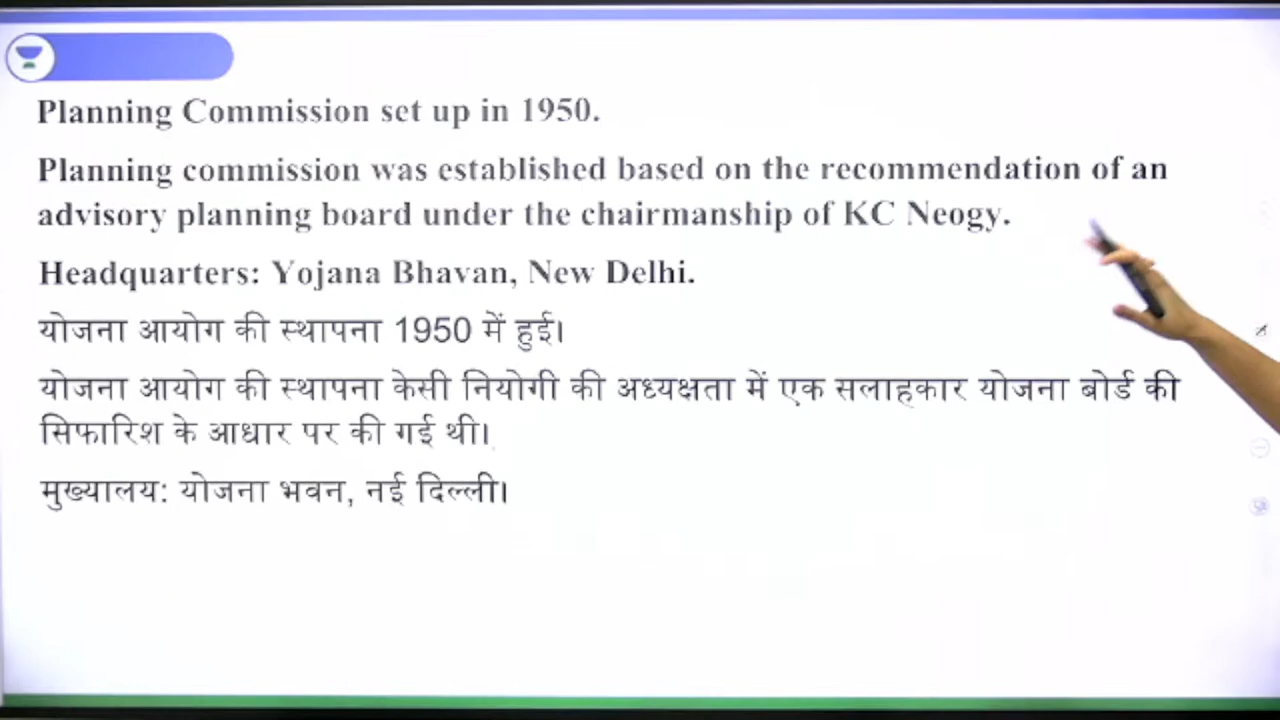 Planning Commission set up in 1950.
Planning commission was established based on the recommendation of an
advisory planning board under the chairmanship of KC Neogy.
Headquarters: Yojana Bhavan, New Delhi.
योजना आयोग की स्थापना 1950 में हुई।
योजना आयोग की स्थापना केसी नियोगी की अध्यक्षता में एक सलाहकार योजना बोर्ड की
सिफारिश के आधार पर की गई थी।
मुख्यालय: योजना भवन, नई दिल्ली।